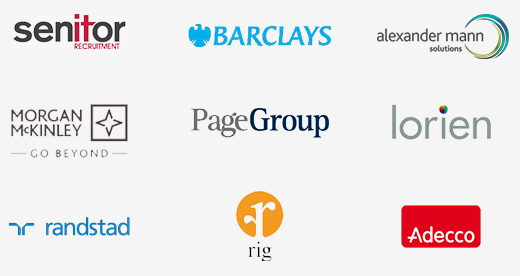 senitor
RECRUITMENT
BARCLAYS
alexander mann
solutions
MORGAN
MCKINLEY
GO BEYOND
PageGroup
lorien
randstad
r
rig
Adecco